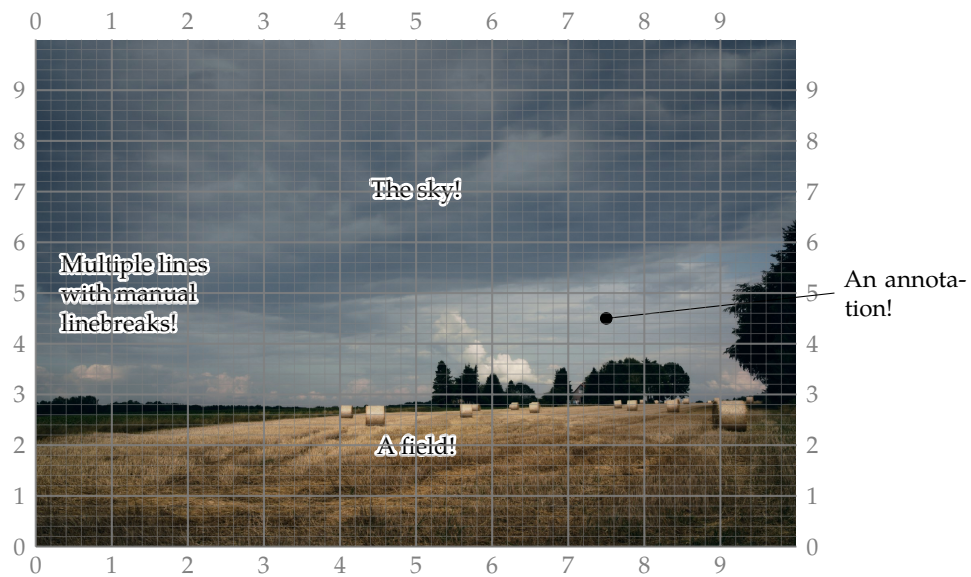 0 1 2 3 4 5 6 7 8 9
9 9
8 8
7 The sky! 7
6 6
Multiple lines
with manual
linebreaks!
5 5
An annota-
tion!
4 4
3 3
2 A field! 2
1 1
0 0
0 1 2 3 4 5 6 7 8 9